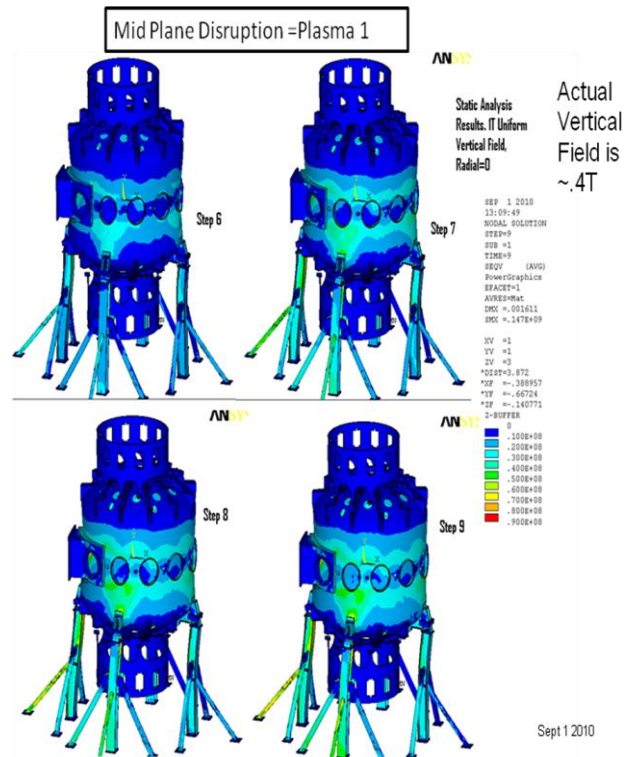 Mid Plane Disruption =Plasma 1
ANSYS
Static Analysis
Results. IT Uniform
Vertical Field,
Radial=0
Actual
Vertical
Field is
~.4T
Step 6
Step 7
SEP 1 2010
13:09:49
NODAL SOLUTION
STEP=9
SUB =1
TIME=9
SEQV (AVG)
PowerGraphics
EFACET=1
AVRES=Mat
DMX =.001611
SMX =.147E+09
XV =1
YV =1
ZV =3
*DIST=3.872
*XF =-.388957
*YF =-.66724
*ZF =-.140771
Z-BUFFER
0
.100E+08
.200E+08
.300E+08
.400E+08
.500E+08
.600E+08
.700E+08
.800E+08
.900E+08
ANSYS
ANSYS
Step 8
Step 9
Sept 1 2010